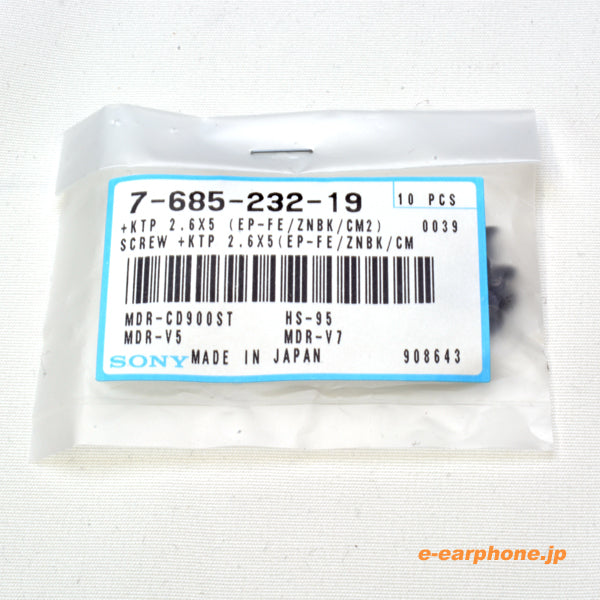 7-685-232-19 10 PCS
+KTP 2.6X5 (EP-FE/ZNBK/CM2) 0039
SCREW +KTP 2.6X5(EP-FE/ZNBK/CM
MDR-CD900ST HS-95
MDR-V5 MDR-V7
SONY MADE IN JAPAN 908643
e-earphone.jp